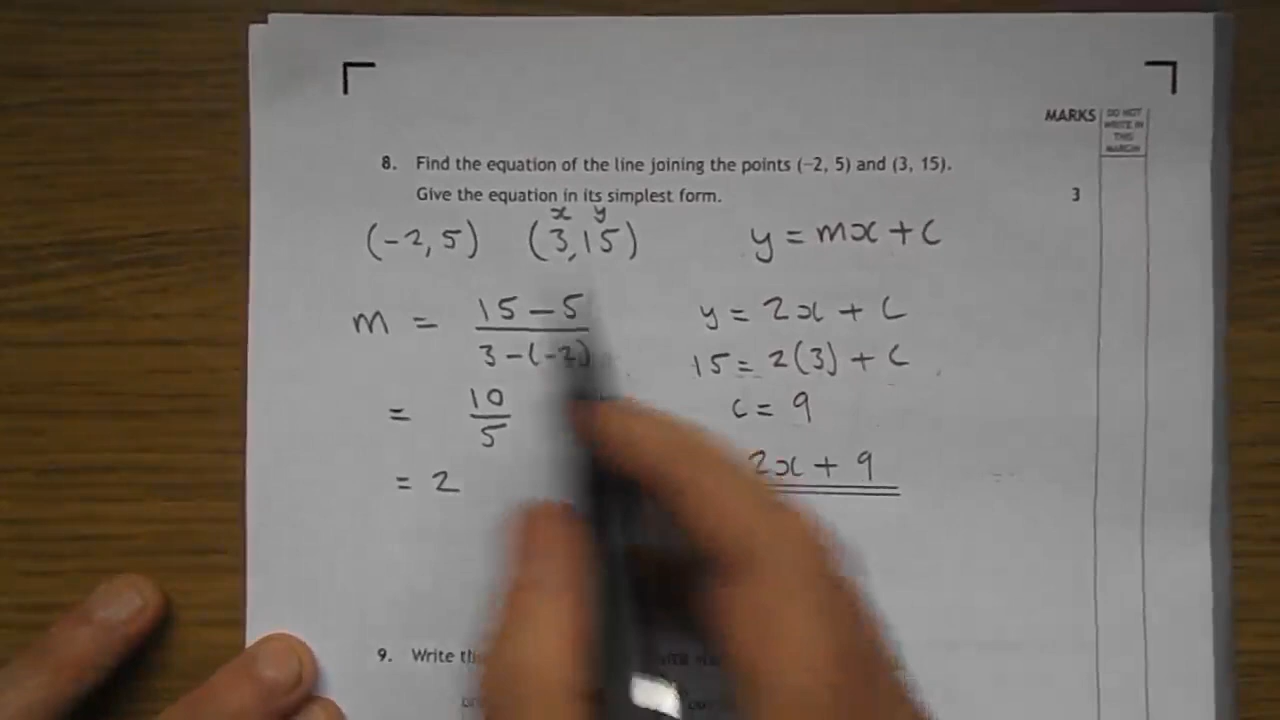 MARKS
DO NOT
WRITE IN
THIS
MARGIN
8. Find the equation of the line joining the points (−2, 5) and (3, 15).
Give the equation in its simplest form. 3
x y
(-2, 5) (3, 15) y = mx + c
m = 15 - 5 / 3 - (-2)
y = 2x + c
15 = 2(3) + c
= 10 / 5
c = 9
2x + 9
= 2
9. Write